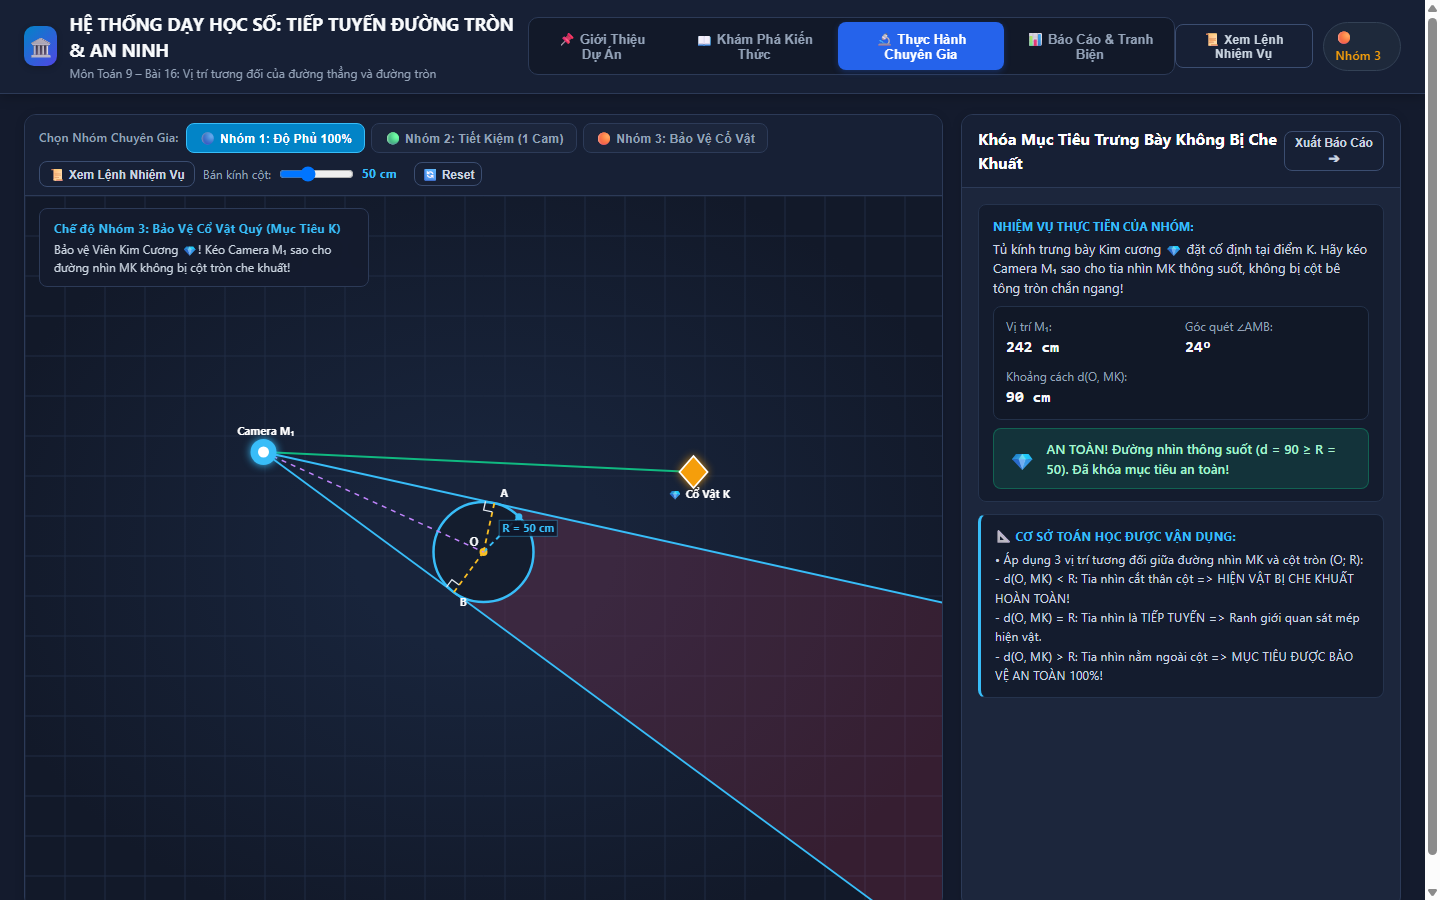 HỆ THỐNG DẠY HỌC SỐ: TIẾP TUYẾN ĐƯỜNG TRÒN
& AN NINH
Môn Toán 9 – Bài 16: Vị trí tương đối của đường thẳng và đường tròn
Giới Thiệu
Dự Án
Khám Phá Kiến
Thức
Thực Hành
Chuyên Gia
Báo Cáo & Tranh
Biện
Xem Lệnh
Nhiệm Vụ
Nhóm 3
Chọn Nhóm Chuyên Gia:
Nhóm 1: Độ Phủ 100%
Nhóm 2: Tiết Kiệm (1 Cam)
Nhóm 3: Bảo Vệ Cổ Vật
Xem Lệnh Nhiệm Vụ
Bán kính cột:
50 cm
Reset
Chế độ Nhóm 3: Bảo Vệ Cổ Vật Quý (Mục Tiêu K)
Bảo vệ Viên Kim Cương 💎! Kéo Camera M₁ sao cho
đường nhìn MK không bị cột tròn che khuất!
Camera M₁
A
Cổ Vật K
R = 50 cm
O
B
Khóa Mục Tiêu Trưng Bày Không Bị Che
Khuất
Xuất Báo Cáo
➔
NHIỆM VỤ THỰC TIỄN CỦA NHÓM:
Tủ kính trưng bày Kim cương 💎 đặt cố định tại điểm K. Hãy kéo
Camera M₁ sao cho tia nhìn MK thông suốt, không bị cột bê
tông tròn chắn ngang!
Vị trí M₁:
242 cm
Góc quét ∠AMB:
24º
Khoảng cách d(O, MK):
90 cm
AN TOÀN! Đường nhìn thông suốt (d = 90 ≥ R =
50). Đã khóa mục tiêu an toàn!
CƠ SỞ TOÁN HỌC ĐƯỢC VẬN DỤNG:
• Áp dụng 3 vị trí tương đối giữa đường nhìn MK và cột tròn (O; R):
- d(O, MK) < R: Tia nhìn cắt thân cột => HIỆN VẬT BỊ CHE KHUẤT
HOÀN TOÀN!
- d(O, MK) = R: Tia nhìn là TIẾP TUYẾN => Ranh giới quan sát mép
hiện vật.
- d(O, MK) > R: Tia nhìn nằm ngoài cột => MỤC TIÊU ĐƯỢC BẢO
VỆ AN TOÀN 100%!